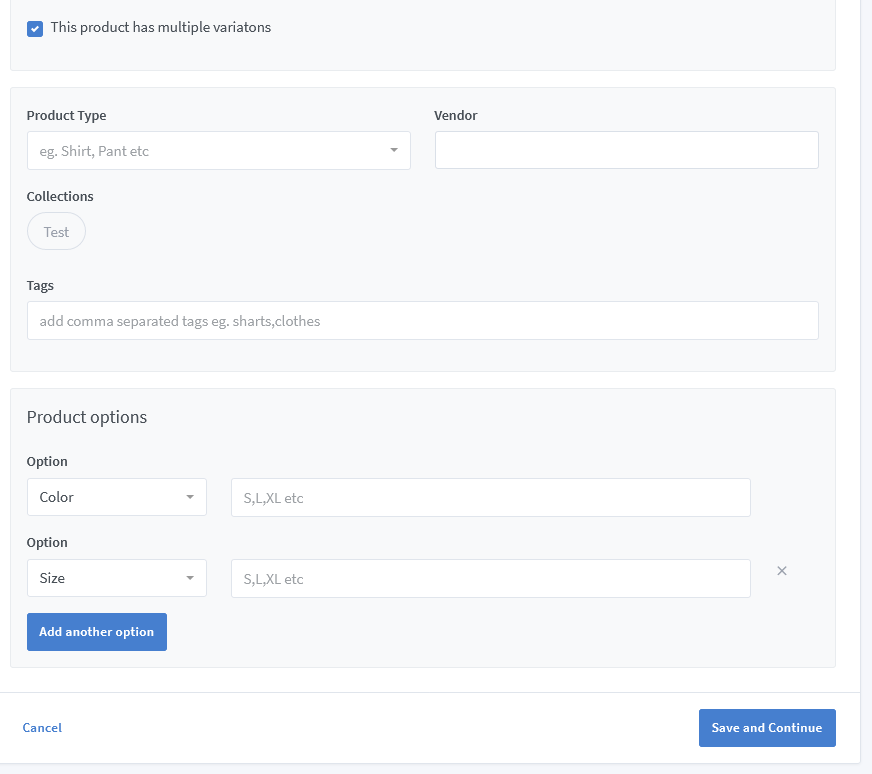 This product has multiple variatons
Product Type
Vendor
eg. Shirt, Pant etc
Collections
Test
Tags
add comma separated tags eg. sharts,clothes
Product options
Option
Color
S,L,XL etc
Option
Size
S,L,XL etc
Add another option
Cancel
Save and Continue